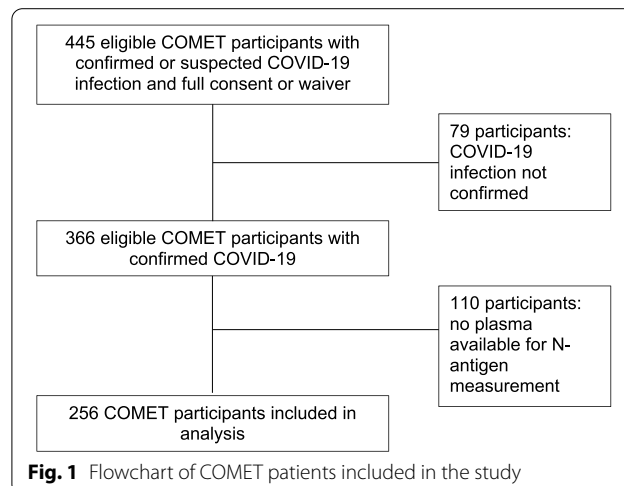 445 eligible COMET participants with
confirmed or suspected COVID-19
infection and full consent or waiver
79 participants:
COVID-19
infection not
confirmed
366 eligible COMET participants with
confirmed COVID-19
110 participants:
no plasma
available for N-
antigen
measurement
256 COMET participants included in
analysis
Fig. 1 Flowchart of COMET patients included in the study